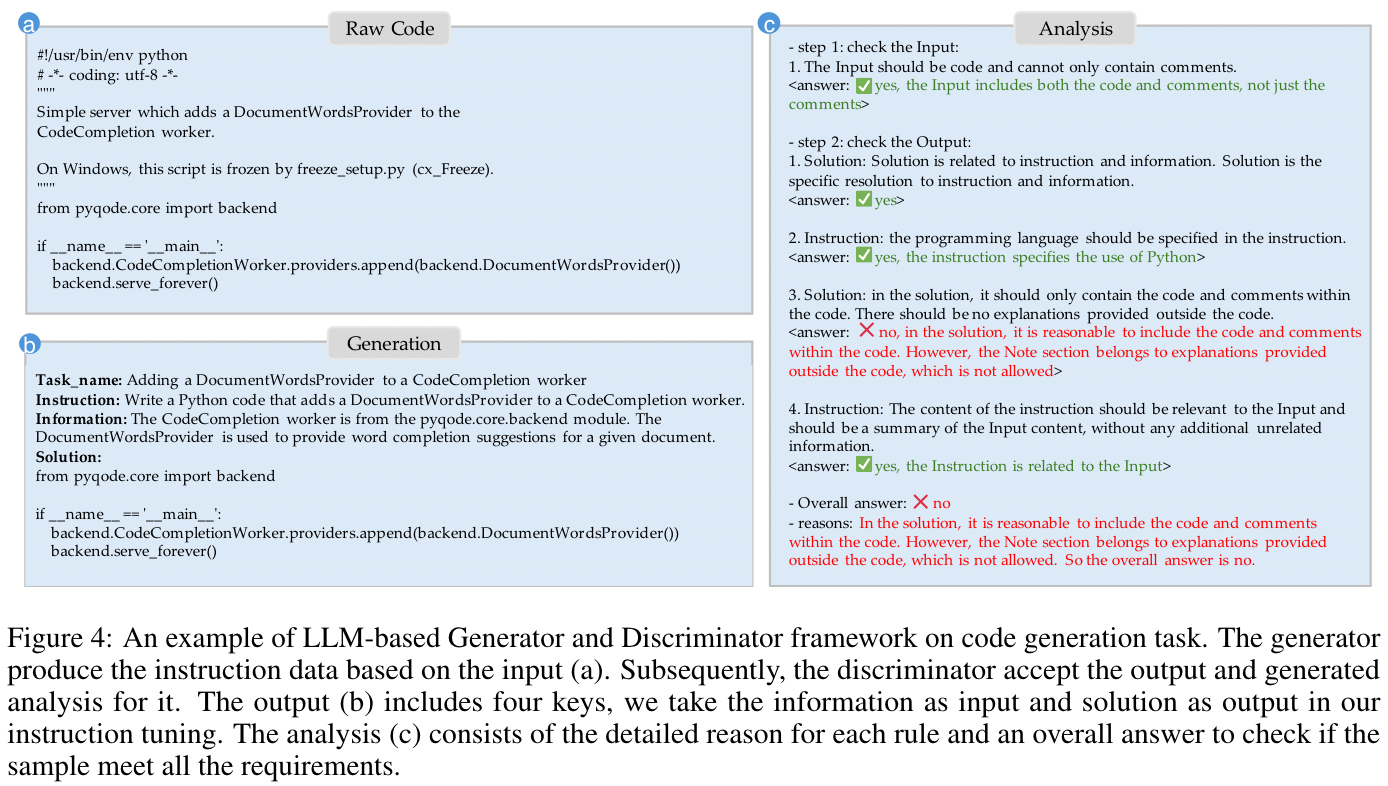 a
Raw Code
#!/usr/bin/env python
# -*- coding: utf-8 -*-
"""
Simple server which adds a DocumentWordsProvider to the
CodeCompletion worker.
On Windows, this script is frozen by freeze_setup.py (cx_Freeze).
"""
from pyqode.core import backend
if __name__ == '__main__':
backend.CodeCompletionWorker.providers.append(backend.DocumentWordsProvider())
backend.serve_forever()
b
Generation
Task_name: Adding a DocumentWordsProvider to a CodeCompletion worker
Instruction: Write a Python code that adds a DocumentWordsProvider to a CodeCompletion worker.
Information: The CodeCompletion worker is from the pyqode.core.backend module. The
DocumentWordsProvider is used to provide word completion suggestions for a given document.
Solution:
from pyqode.core import backend
if __name__ == '__main__':
backend.CodeCompletionWorker.providers.append(backend.DocumentWordsProvider())
backend.serve_forever()
c
Analysis
- step 1: check the Input:
1. The Input should be code and cannot only contain comments.
<answer: ✅ yes, the Input includes both the code and comments, not just the
comments>
- step 2: check the Output:
1. Solution: Solution is related to instruction and information. Solution is the
specific resolution to instruction and information.
<answer: ✅ yes>
2. Instruction: the programming language should be specified in the instruction.
<answer: ✅ yes, the instruction specifies the use of Python>
3. Solution: in the solution, it should only contain the code and comments within
the code. There should be no explanations provided outside the code.
<answer: ❌ no, in the solution, it is reasonable to include the code and comments
within the code. However, the Note section belongs to explanations provided
outside the code, which is not allowed>
4. Instruction: The content of the instruction should be relevant to the Input and
should be a summary of the Input content, without any additional unrelated
information.
<answer: ✅ yes, the Instruction is related to the Input>
- Overall answer: ❌ no
- reasons: In the solution, it is reasonable to include the code and comments
within the code. However, the Note section belongs to explanations provided
outside the code, which is not allowed. So the overall answer is no.
Figure 4: An example of LLM-based Generator and Discriminator framework on code generation task. The generator
produce the instruction data based on the input (a). Subsequently, the discriminator accept the output and generated
analysis for it. The output (b) includes four keys, we take the information as input and solution as output in our
instruction tuning. The analysis (c) consists of the detailed reason for each rule and an overall answer to check if the
sample meet all the requirements.